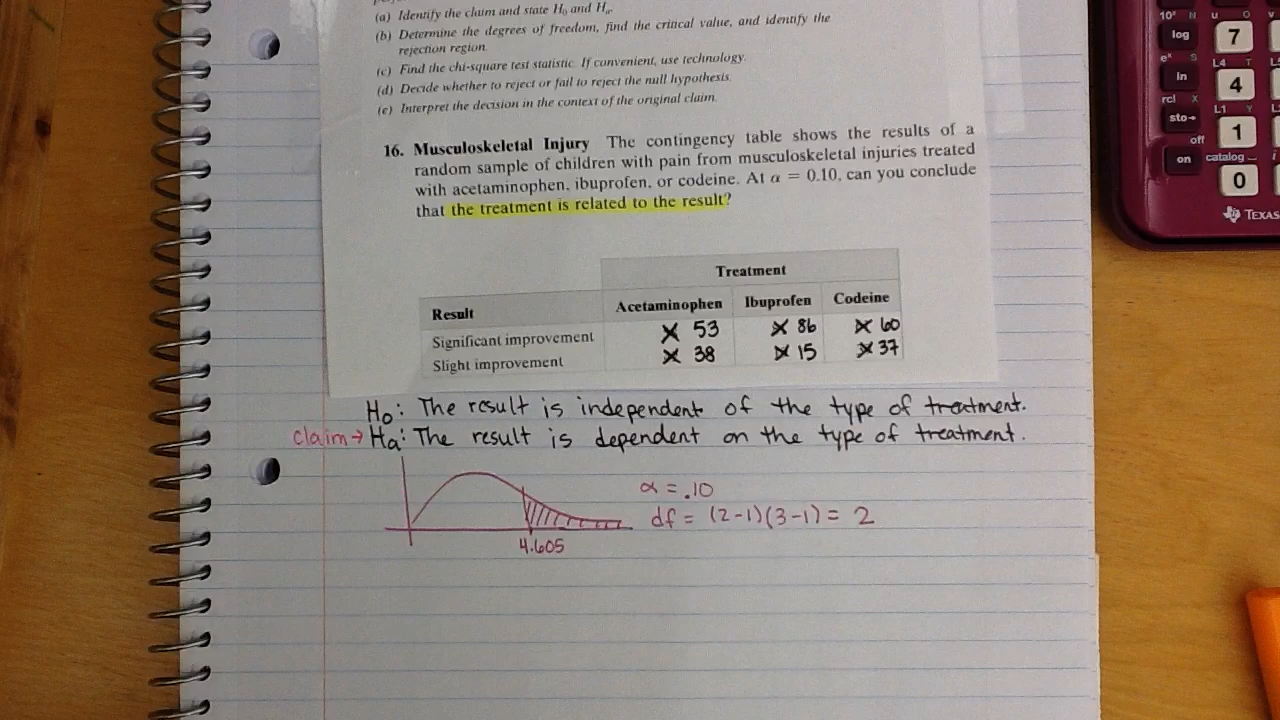 (a) Identify the claim and state H₀ and Hₐ.
(b) Determine the degrees of freedom, find the critical value, and identify the
rejection region.
(c) Find the chi-square test statistic. If convenient, use technology.
(d) Decide whether to reject or fail to reject the null hypothesis.
(e) Interpret the decision in the context of the original claim.
16. Musculoskeletal Injury The contingency table shows the results of a
random sample of children with pain from musculoskeletal injuries treated
with acetaminophen, ibuprofen, or codeine. At α = 0.10, can you conclude
that the treatment is related to the result?
Treatment
Result Acetaminophen Ibuprofen Codeine
Significant improvement 53 86 60
Slight improvement 38 15 37
Ho: The result is independent of the type of treatment.
claim → Ha: The result is dependent on the type of treatment.
α = .10
df = (2-1)(3-1) = 2
4.605
10ˣ N u O v
log 7
eˣ S L4 T
ln 4
rcl X L1 Y
sto→ 1
off catalog i
on 0
TEXAS